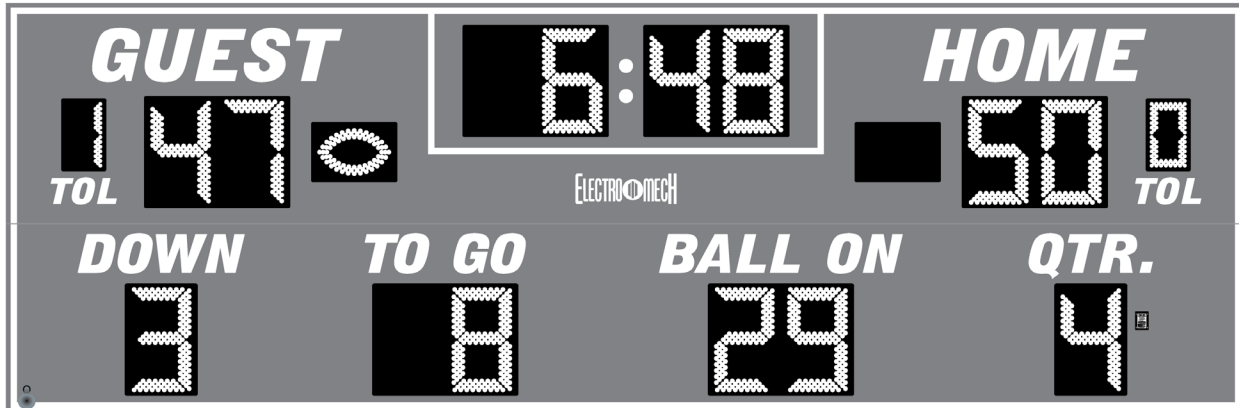 GUEST 6:48 HOME
1 47 50 0
TOL ELECTRO MECH TOL
DOWN TO GO BALL ON QTR.
3 8 29 4